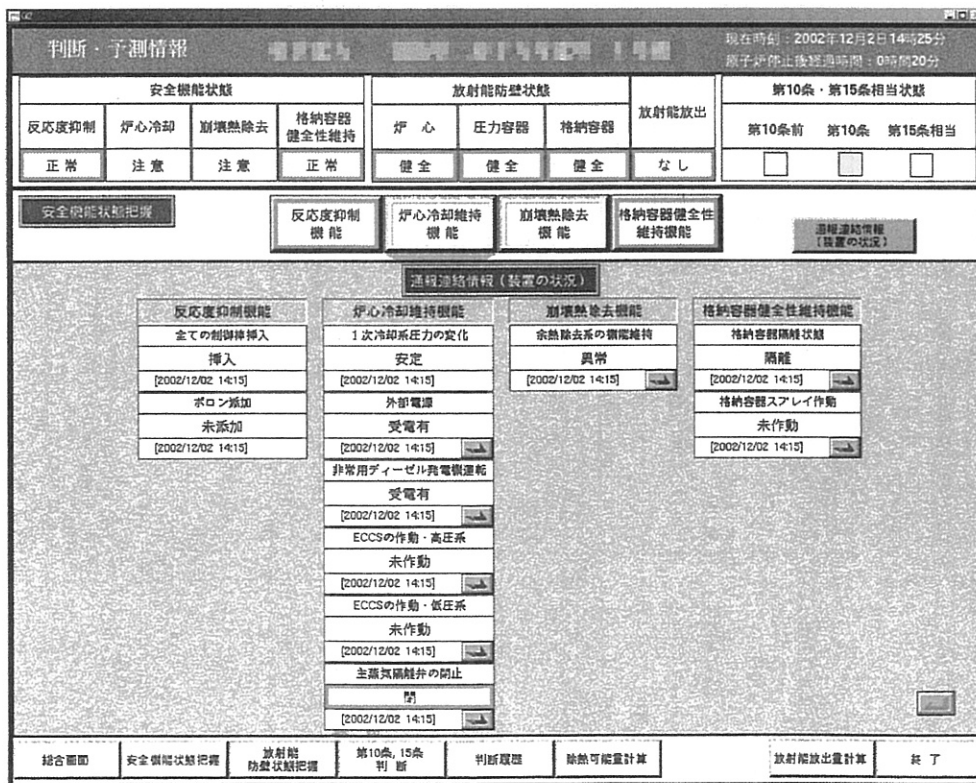 判断・予測情報
現在時刻：2002年12月2日14時25分
原子炉停止後経過時間：0時間20分
安全機能状態
放射能防壁状態
放射能放出
第10条・第15条相当状態
反応度抑制
炉心冷却
崩壊熱除去
格納容器
健全性維持
炉 心
圧力容器
格納容器
第10条前
第10条
第15条相当
正常
注意
注意
正常
健全
健全
健全
なし
安全機能状態把握
反応度抑制
機 能
炉心冷却維持
機 能
崩壊熱除去
機 能
格納容器健全性
維持機能
通報連絡情報
（装置の状況）
通報連絡情報（装置の状況）
反応度抑制機能
全ての制御棒挿入
挿入
[2002/12/02 14:15]
ボロン添加
未添加
[2002/12/02 14:15]
炉心冷却維持機能
1次冷却系圧力の変化
安定
[2002/12/02 14:15]
外部電源
受電有
[2002/12/02 14:15]
非常用ディーゼル発電機運転
受電有
[2002/12/02 14:15]
ECCSの作動・高圧系
未作動
[2002/12/02 14:15]
ECCSの作動・低圧系
未作動
[2002/12/02 14:15]
主蒸気隔離弁の閉止
閉
[2002/12/02 14:15]
崩壊熱除去機能
余熱除去系の機能維持
異常
[2002/12/02 14:15]
格納容器健全性維持機能
格納容器隔離状態
隔離
[2002/12/02 14:15]
格納容器スプレイ作動
未作動
[2002/12/02 14:15]
総合画面
安全機能状態把握
放射能
防壁状態把握
第10条, 15条
判 断
判断履歴
除熱可能量計算
放射能放出量計算
終 了